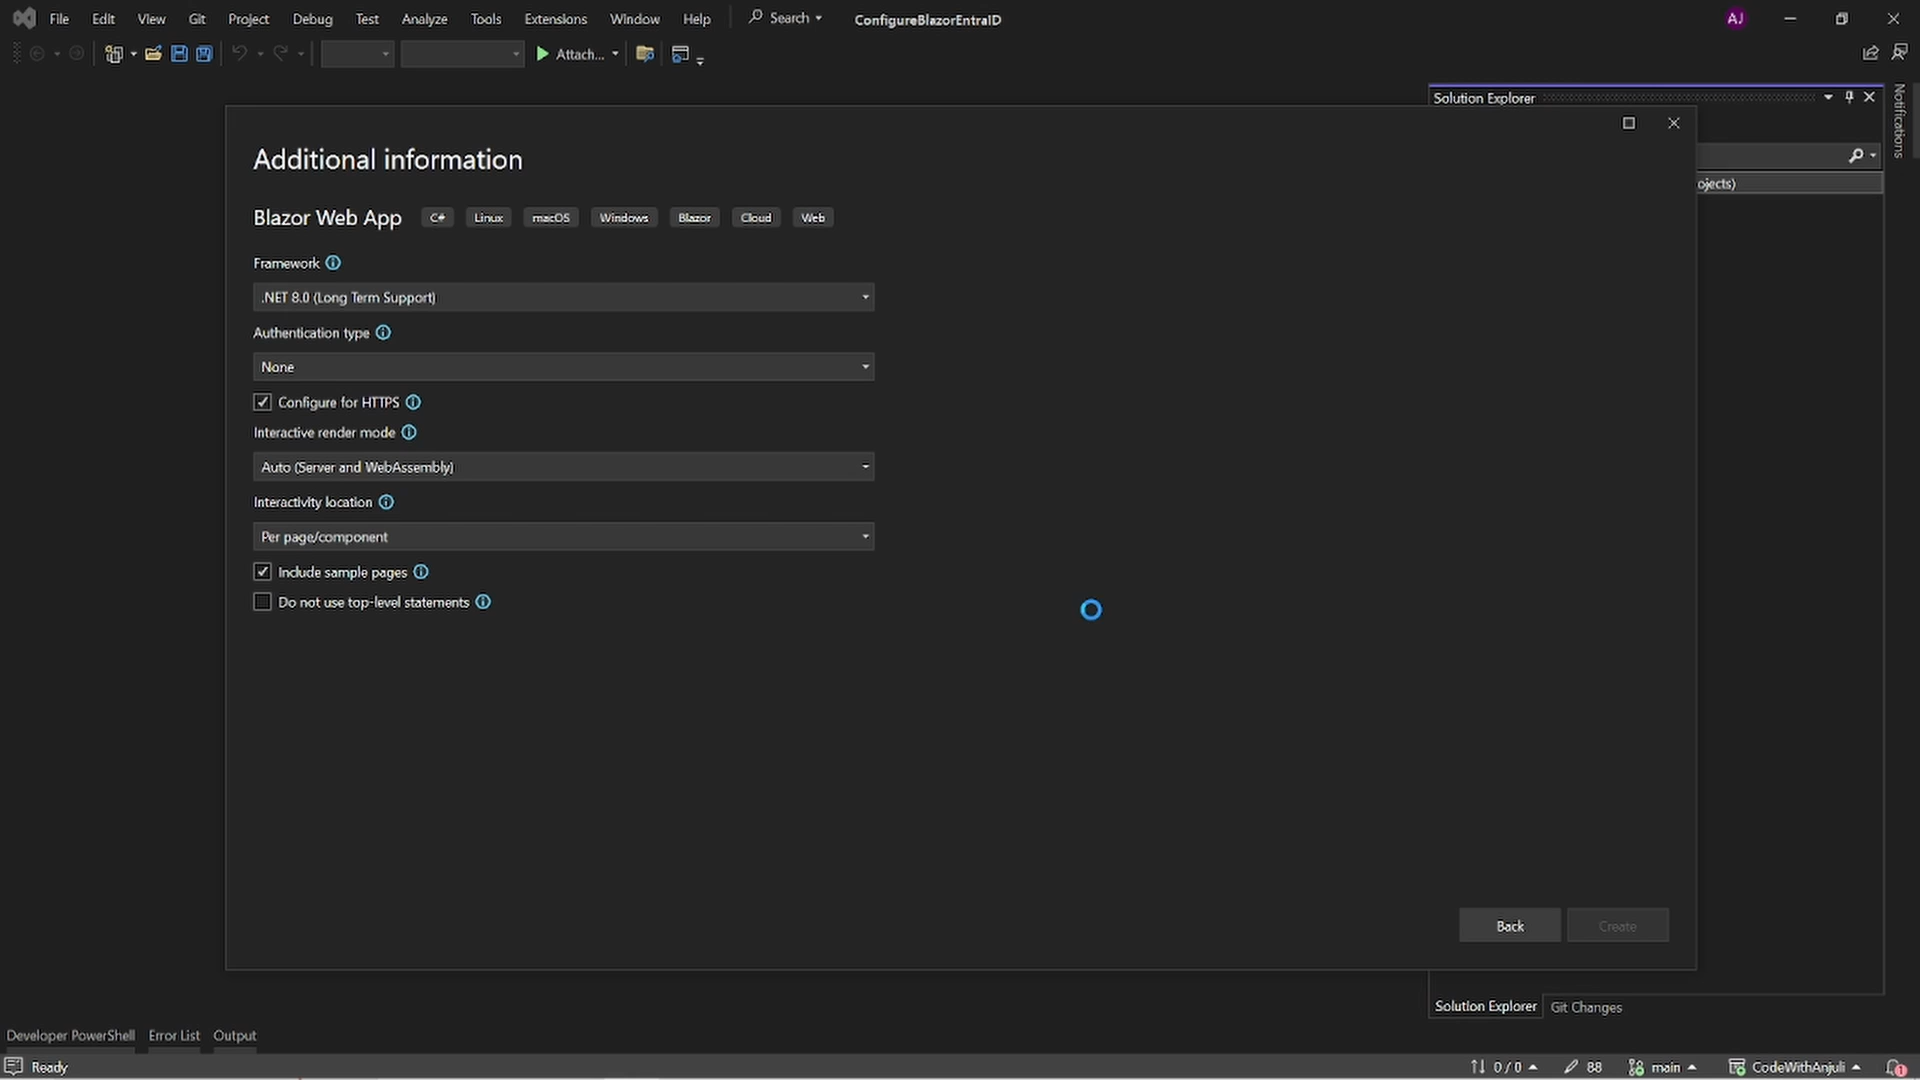 File Edit View Git Project Debug Test Analyze Tools Extensions Window Help Search ConfigureBlazorEntraID AJ
Attach...
Solution Explorer
Notifications
ojects)
Additional information
Blazor Web App C# Linux macOS Windows Blazor Cloud Web
Framework
.NET 8.0 (Long Term Support)
Authentication type
None
Configure for HTTPS
Interactive render mode
Auto (Server and WebAssembly)
Interactivity location
Per page/component
Include sample pages
Do not use top-level statements
Back Create
Solution Explorer Git Changes
Developer PowerShell Error List Output
Ready 0 / 0 88 main CodeWithAnjuli 1